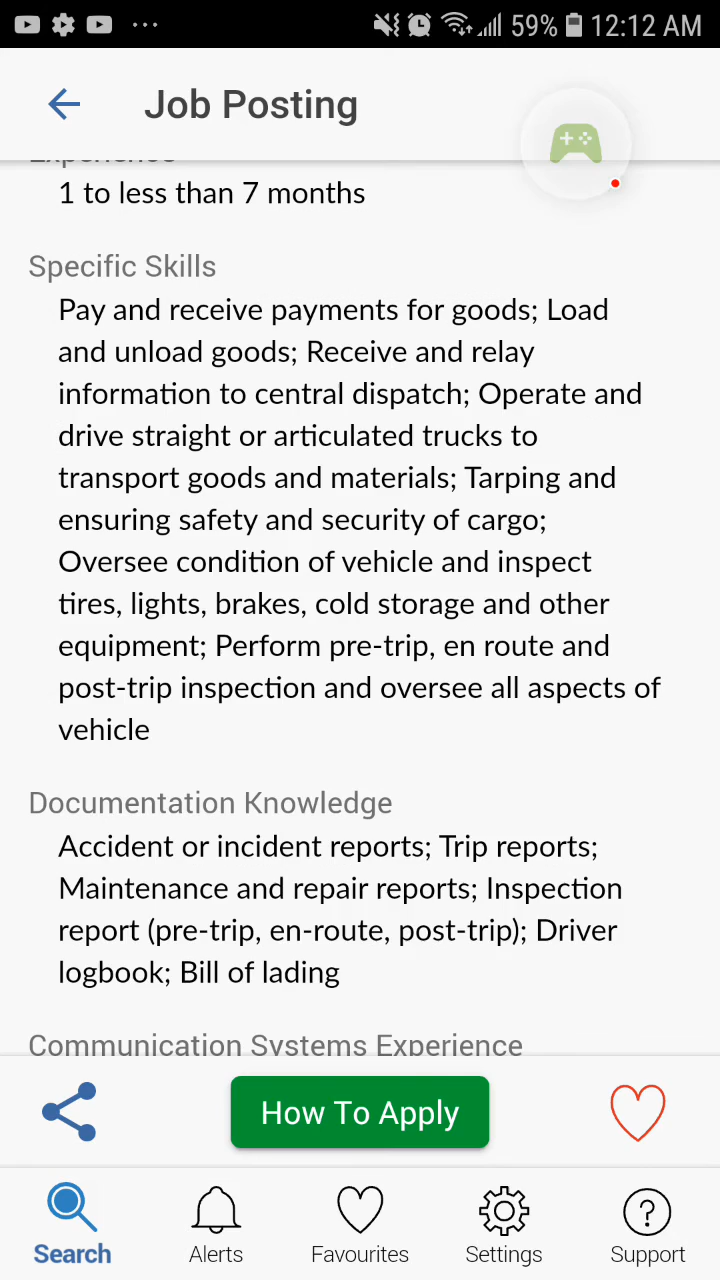 59% 12:12 AM
Job Posting
Experience
1 to less than 7 months
Specific Skills
Pay and receive payments for goods; Load
and unload goods; Receive and relay
information to central dispatch; Operate and
drive straight or articulated trucks to
transport goods and materials; Tarping and
ensuring safety and security of cargo;
Oversee condition of vehicle and inspect
tires, lights, brakes, cold storage and other
equipment; Perform pre-trip, en route and
post-trip inspection and oversee all aspects of
vehicle
Documentation Knowledge
Accident or incident reports; Trip reports;
Maintenance and repair reports; Inspection
report (pre-trip, en-route, post-trip); Driver
logbook; Bill of lading
Communication Systems Experience
How To Apply
Search Alerts Favourites Settings Support